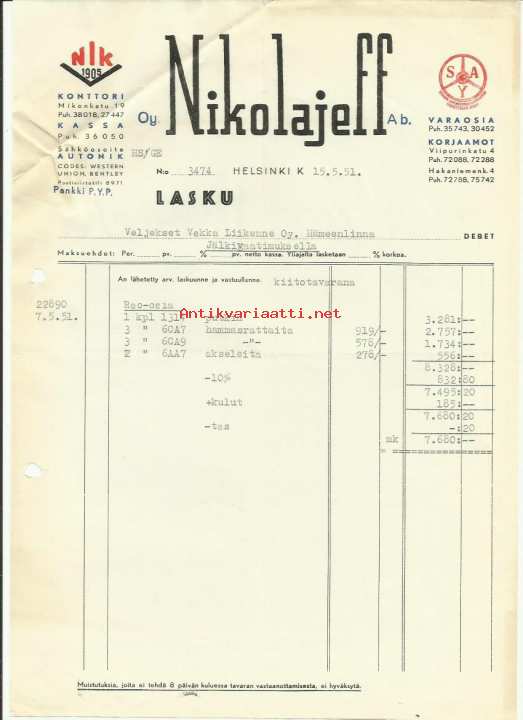 NIK
1905
KONTTORI
Mikonkatu 19
Puh. 38018, 27447
KASSA
Puh. 36050
Sähköosoite
AUTONIK
CODES: WESTERN
UNION, BENTLEY
Postisiirtotili 8971
Pankki P.Y.P.
Oy. Nikolajeff Ab.
SAY
VARAOSIA
Puh. 35743, 30452
KORJAAMOT
Viipurinkatu 4
Puh. 72088, 72288
Hakaniemenk. 4
Puh. 72788, 75742
HS/GE
N:o 3474 HELSINKI K 15.5.51.
LASKU
Veljekset Vekka Liikenne Oy. Hämeenlinna DEBET
Jälkivaatimuksella
Maksuehdot: Per. pv. % pv. netto kassa. Yliajalta lasketaan % korkoa.
An lähetetty arv. laskuunne ja vastuullanne kiitotavarana
22890 Reo-osia
Antikvariaatti.net
7.5.51. 1 kpl 3.281:--
3 " 6CA7 hammasrattaita 919/- 2.757:--
3 " 6CA9 -"- 578/- 1.734:--
2 " 6AA7 akseleita 278/- 556:--
8.328:--
-10% 832:80
7.495:20
+kulut 185:--
7.680:20
-tas -:20
mk 7.680:--
Muistutuksia, joita ei tehdä 8 päivän kuluessa tavaran vastaanottamisesta, ei hyväksytä.